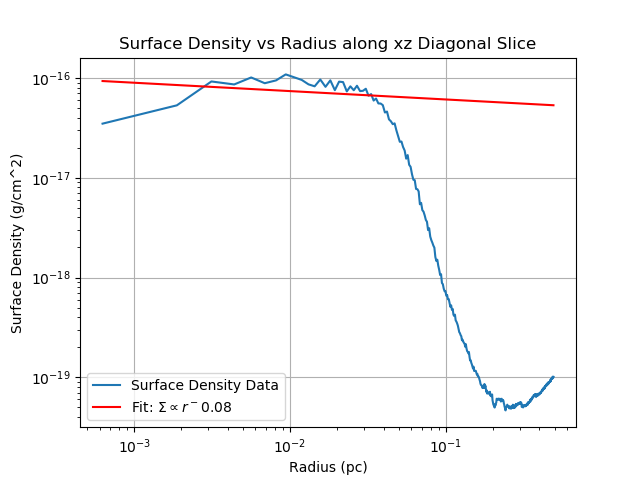 Surface Density vs Radius along xz Diagonal Slice
Surface Density (g/cm^2)
10⁻¹⁶
10⁻¹⁷
10⁻¹⁸
10⁻¹⁹
Surface Density Data
Fit: Σ ∝ r⁻0.08
10⁻³
10⁻²
10⁻¹
Radius (pc)